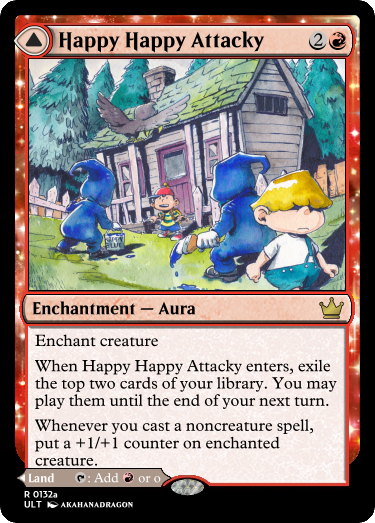 Happy Happy Attacky 2
Enchantment — Aura
Enchant creature
When Happy Happy Attacky enters, exile
the top two cards of your library. You may
play them until the end of your next turn.
Whenever you cast a noncreature spell,
put a +1/+1 counter on enchanted
creature.
Land : Add or o
R 0132a
ULT AKAHANADRAGON